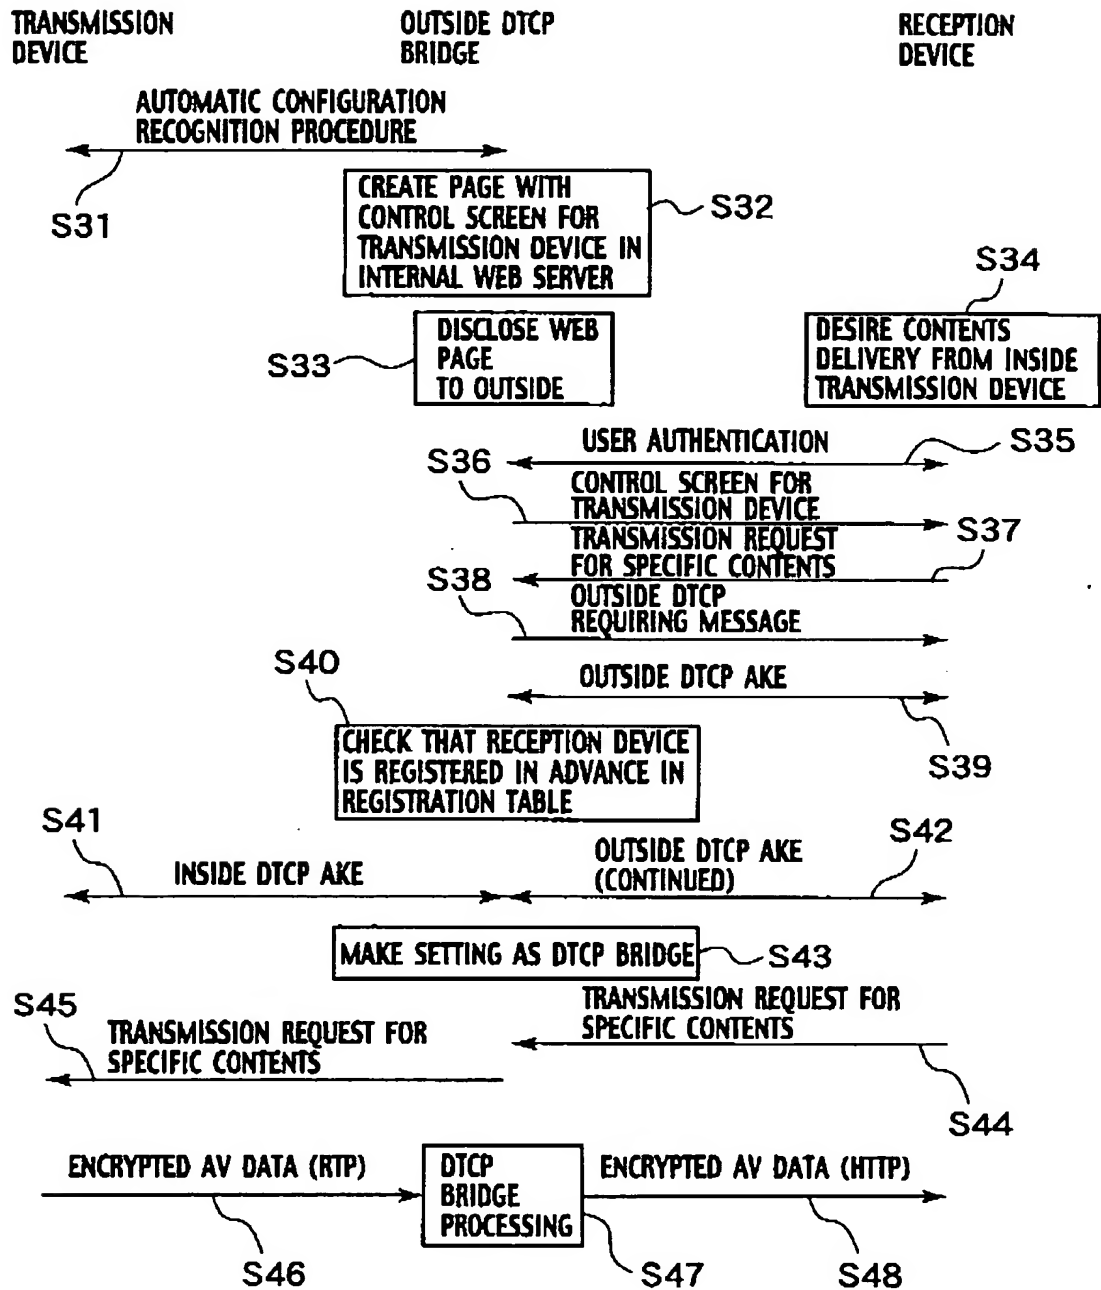 TRANSMISSION
DEVICE
OUTSIDE DTCP
BRIDGE
RECEPTION
DEVICE
AUTOMATIC CONFIGURATION
RECOGNITION PROCEDURE
S31
CREATE PAGE WITH
CONTROL SCREEN FOR
TRANSMISSION DEVICE IN
INTERNAL WEB SERVER
S32
S33
DISCLOSE WEB
PAGE
TO OUTSIDE
S34
DESIRE CONTENTS
DELIVERY FROM INSIDE
TRANSMISSION DEVICE
USER AUTHENTICATION
S35
S36
CONTROL SCREEN FOR
TRANSMISSION DEVICE
TRANSMISSION REQUEST
FOR SPECIFIC CONTENTS
S37
S38
OUTSIDE DTCP
REQUIRING MESSAGE
OUTSIDE DTCP AKE
S39
S40
CHECK THAT RECEPTION DEVICE
IS REGISTERED IN ADVANCE IN
REGISTRATION TABLE
S41
INSIDE DTCP AKE
OUTSIDE DTCP AKE
(CONTINUED)
S42
MAKE SETTING AS DTCP BRIDGE
S43
TRANSMISSION REQUEST FOR
SPECIFIC CONTENTS
S44
S45
TRANSMISSION REQUEST FOR
SPECIFIC CONTENTS
ENCRYPTED AV DATA (RTP)
S46
DTCP
BRIDGE
PROCESSING
S47
ENCRYPTED AV DATA (HTTP)
S48